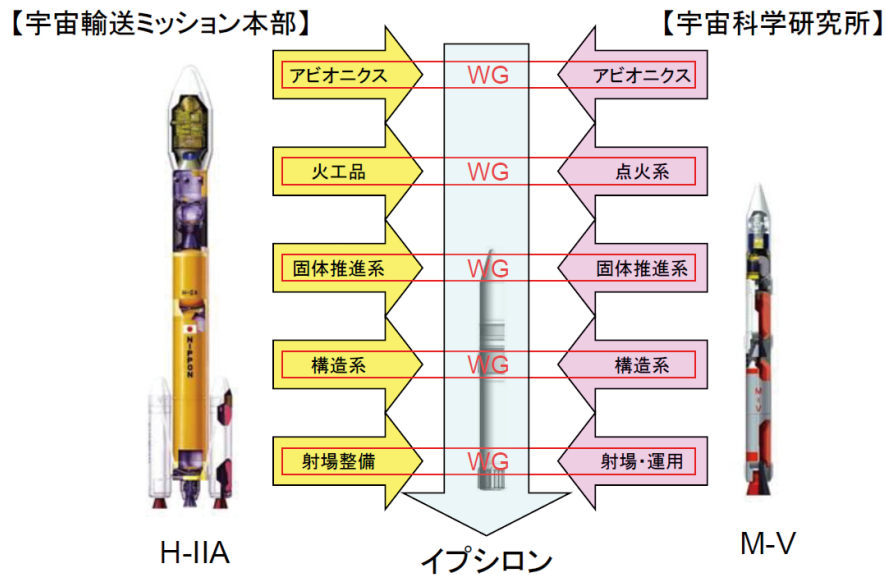 【宇宙輸送ミッション本部】
【宇宙科学研究所】
アビオニクス WG アビオニクス
火工品 WG 点火系
固体推進系 WG 固体推進系
構造系 WG 構造系
射場整備 WG 射場・運用
H-IIA
NIPPON
M-V
H-IIA
イプシロン
M-V